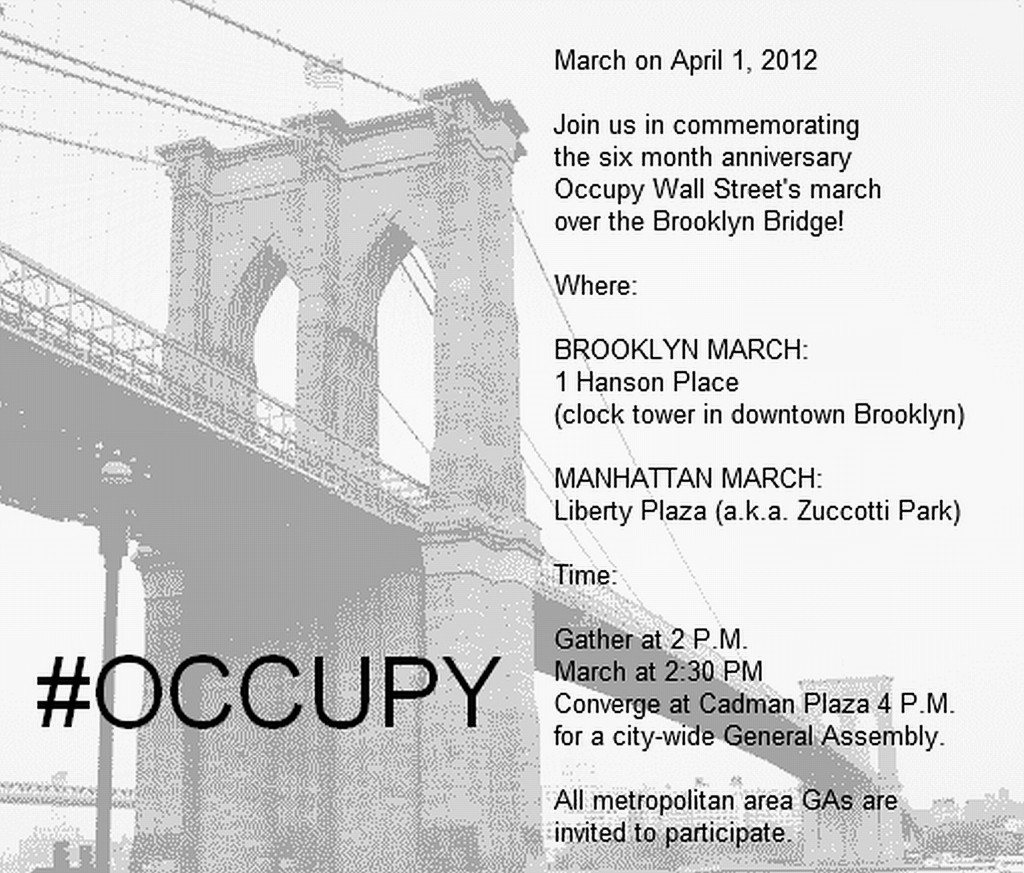 March on April 1, 2012
Join us in commemorating
the six month anniversary
Occupy Wall Street's march
over the Brooklyn Bridge!
Where:
BROOKLYN MARCH:
1 Hanson Place
(clock tower in downtown Brooklyn)
MANHATTAN MARCH:
Liberty Plaza (a.k.a. Zuccotti Park)
Time:
Gather at 2 P.M.
March at 2:30 PM
Converge at Cadman Plaza 4 P.M.
for a city-wide General Assembly.
All metropolitan area GAs are
invited to participate.
#OCCUPY